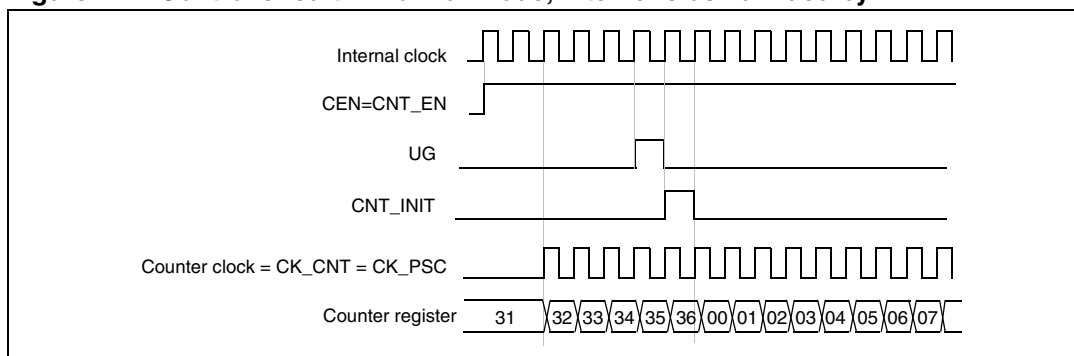 Internal clock
CEN=CNT_EN
UG
CNT_INIT
Counter clock = CK_CNT = CK_PSC
Counter register 31 32 33 34 35 36 00 01 02 03 04 05 06 07